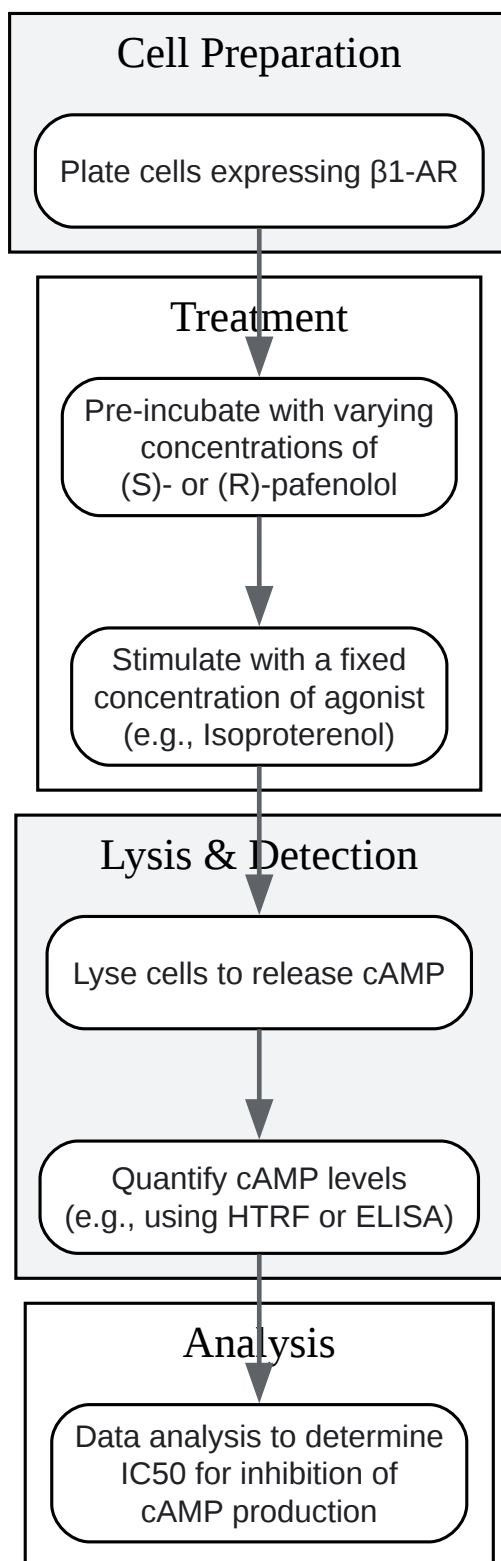 Cell Preparation
Plate cells expressing β1-AR
Treatment
Pre-incubate with varying
concentrations of
(S)- or (R)-pafenolol
Stimulate with a fixed
concentration of agonist
(e.g., Isoproterenol)
Lysis & Detection
Lyse cells to release cAMP
Quantify cAMP levels
(e.g., using HTRF or ELISA)
Analysis
Data analysis to determine
IC50 for inhibition of
cAMP production